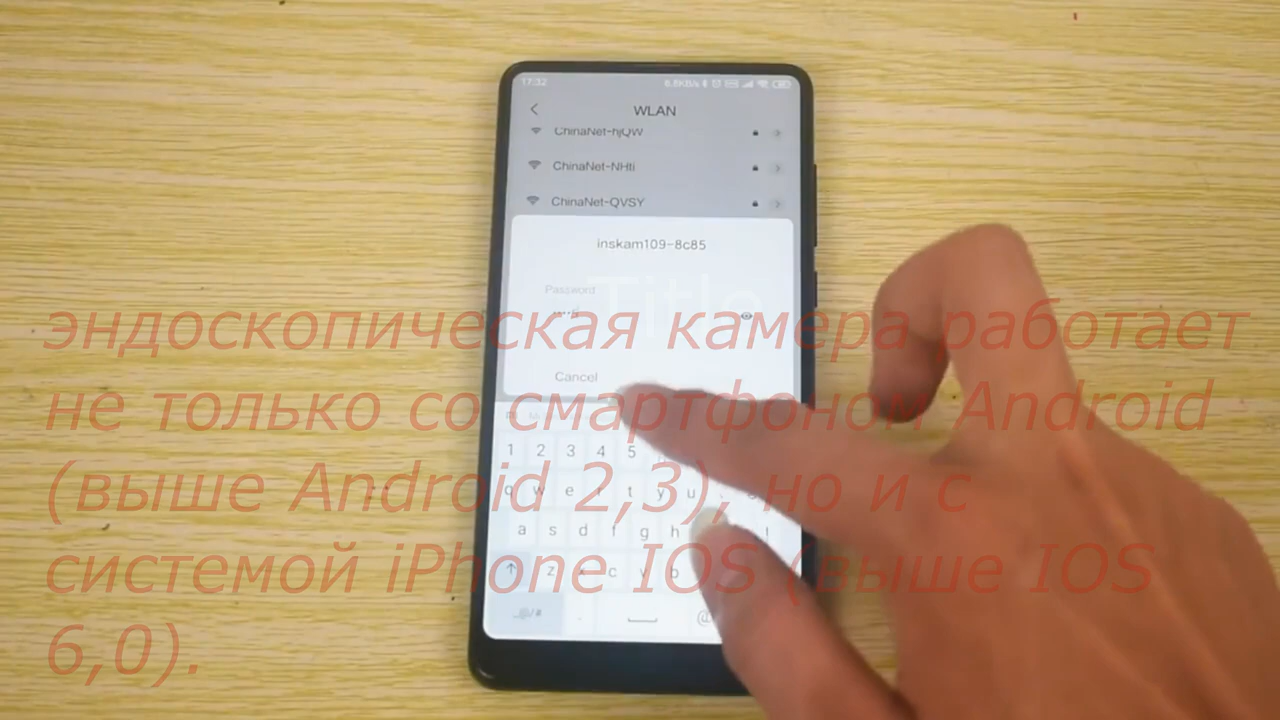 17:32
WLAN
ChinaNet-hjQW
ChinaNet-NHti
ChinaNet-QVSY
inskam109-8c85
Title
Password
Cancel
эндоскопическая камера работает
не только со смартфоном Android
(выше Android 2,3), но и с
системой iPhone IOS (выше IOS
6,0).
1 2 3 4 5
q w e r t y u
a s d f g h l
z c v b